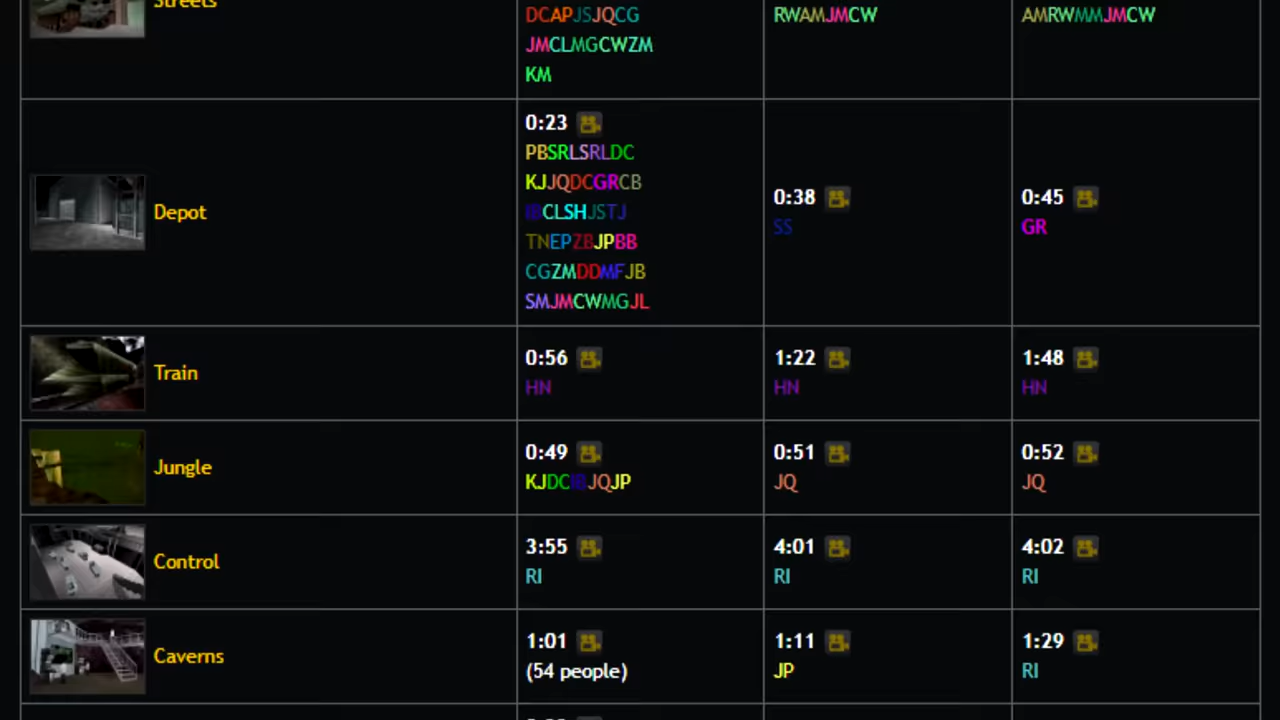 Streets
DCAPJSJQCG
JMCLMGCWZM
KM
RWAMJMCW
AMRWMMJMCW
Depot
0:23
PBSRLSRLDC
KJJQDCGRCB
CLSHJSTJ
TNEPZBJPBB
CGZMDDMFJB
SMJMCWMGJL
0:38
SS
0:45
GR
Train
0:56
HN
1:22
HN
1:48
HN
Jungle
0:49
KJDC JQJP
0:51
JQ
0:52
JQ
Control
3:55
RI
4:01
RI
4:02
RI
Caverns
1:01
(54 people)
1:11
JP
1:29
RI